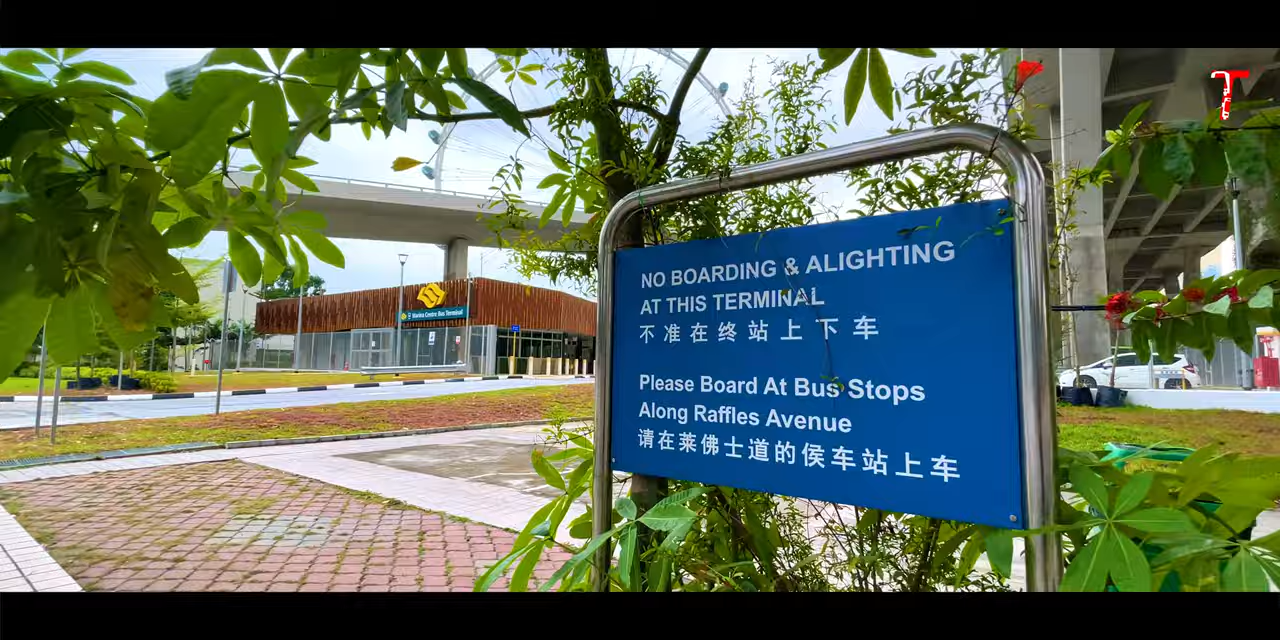 Marina Centre Bus Terminal
NO BOARDING & ALIGHTING
AT THIS TERMINAL
不准在终站上下车
Please Board At Bus Stops
Along Raffles Avenue
请在莱佛士道的侯车站上车